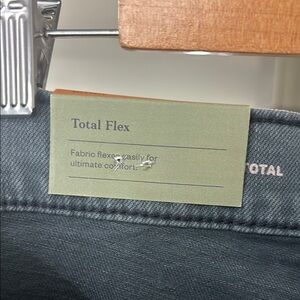 Total Flex
Fabric flexes easily for
ultimate comfort.
TOTAL